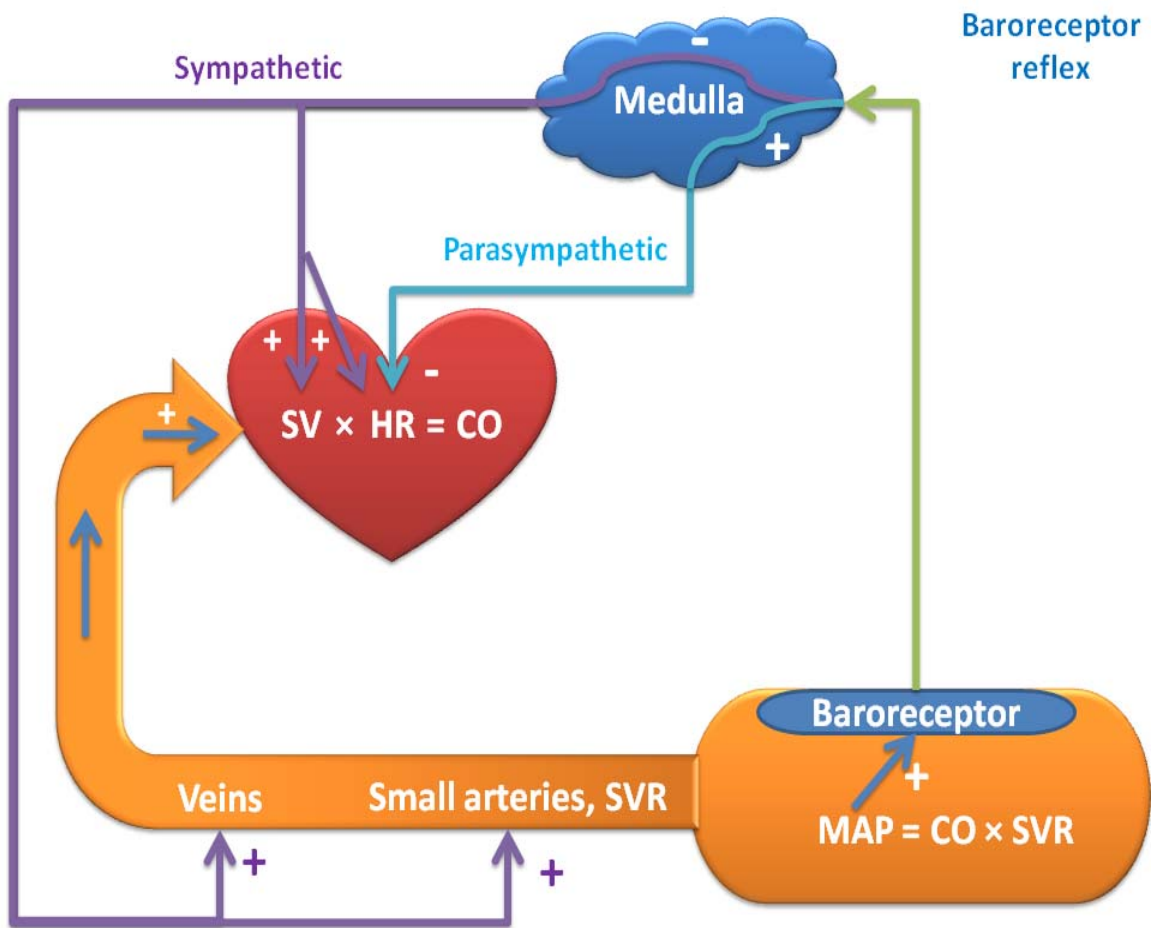 Baroreceptor
reflex
Sympathetic
-
Medulla
+
Parasympathetic
+ +
-
+
SV × HR = CO
Baroreceptor
+
Veins
Small arteries, SVR
MAP = CO × SVR
+
+